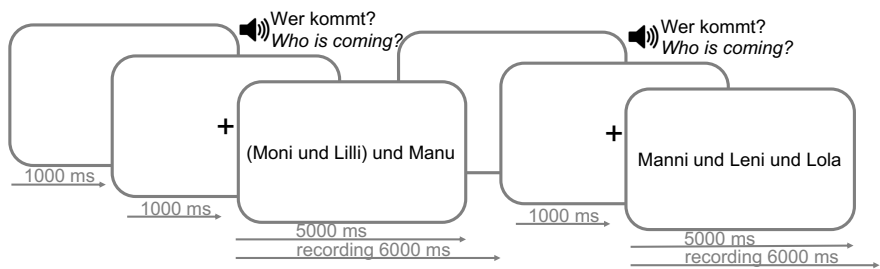 Wer kommt?
Who is coming?
+
(Moni und Lilli) und Manu
1000 ms
1000 ms
5000 ms
recording 6000 ms
Wer kommt?
Who is coming?
+
Manni und Leni und Lola
1000 ms
5000 ms
recording 6000 ms